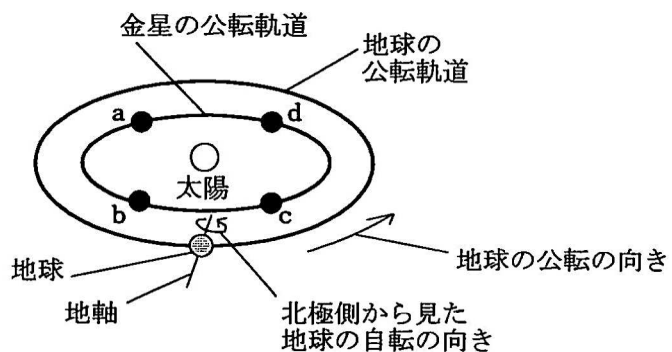 金星の公転軌道
地球の
公転軌道
a
d
太陽
b
c
地球
地軸
地球の公転の向き
北極側から見た
地球の自転の向き